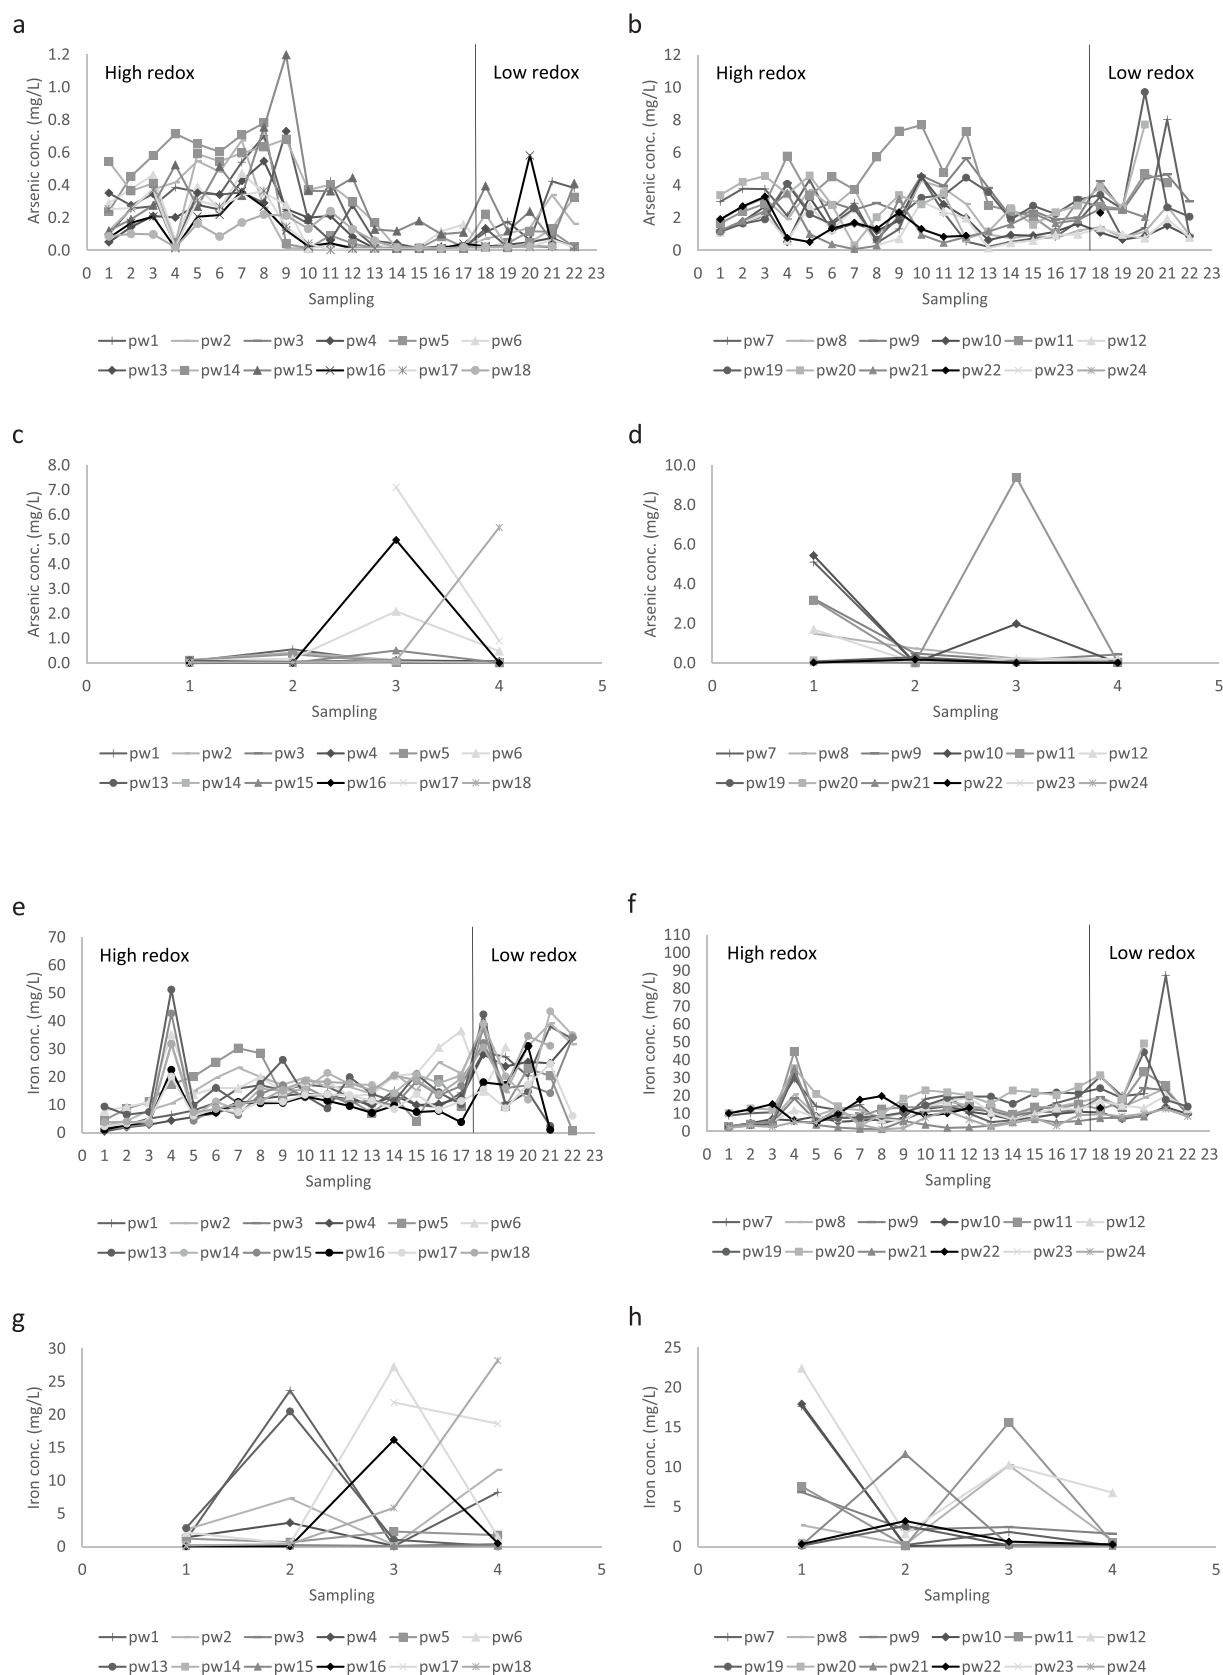 a
1.2
1.0
0.8
0.6
0.4
0.2
0.0
Arsenic conc. (mg/L)
High redox
Low redox
0 1 2 3 4 5 6 7 8 9 10 11 12 13 14 15 16 17 18 19 20 21 22 23
Sampling
pw1 pw2 pw3 pw4 pw5 pw6
pw13 pw14 pw15 pw16 pw17 pw18
b
12
10
8
6
4
2
0
Arsenic conc. (mg/L)
High redox
Low redox
0 1 2 3 4 5 6 7 8 9 10 11 12 13 14 15 16 17 18 19 20 21 22 23
Sampling
pw7 pw8 pw9 pw10 pw11 pw12
pw19 pw20 pw21 pw22 pw23 pw24
c
8.0
7.0
6.0
5.0
4.0
3.0
2.0
1.0
0.0
Arsenic conc. (mg/L)
0 1 2 3 4 5
Sampling
pw1 pw2 pw3 pw4 pw5 pw6
pw13 pw14 pw15 pw16 pw17 pw18
d
10.0
8.0
6.0
4.0
2.0
0.0
Arsenic conc. (mg/L)
0 1 2 3 4 5
Sampling
pw7 pw8 pw9 pw10 pw11 pw12
pw19 pw20 pw21 pw22 pw23 pw24
e
70
60
50
40
30
20
10
0
Iron conc. (mg/L)
High redox
Low redox
0 1 2 3 4 5 6 7 8 9 10 11 12 13 14 15 16 17 18 19 20 21 22 23
Sampling
pw1 pw2 pw3 pw4 pw5 pw6
pw13 pw14 pw15 pw16 pw17 pw18
f
110
100
90
80
70
60
50
40
30
20
10
0
Iron conc. (mg/L)
High redox
Low redox
0 1 2 3 4 5 6 7 8 9 10 11 12 13 14 15 16 17 18 19 20 21 22 23
Sampling
pw7 pw8 pw9 pw10 pw11 pw12
pw19 pw20 pw21 pw22 pw23 pw24
g
30
25
20
15
10
5
0
Iron conc. (mg/L)
0 1 2 3 4 5
Sampling
pw1 pw2 pw3 pw4 pw5 pw6
pw13 pw14 pw15 pw16 pw17 pw18
h
25
20
15
10
5
0
Iron conc. (mg/L)
0 1 2 3 4 5
Sampling
pw7 pw8 pw9 pw10 pw11 pw12
pw19 pw20 pw21 pw22 pw23 pw24